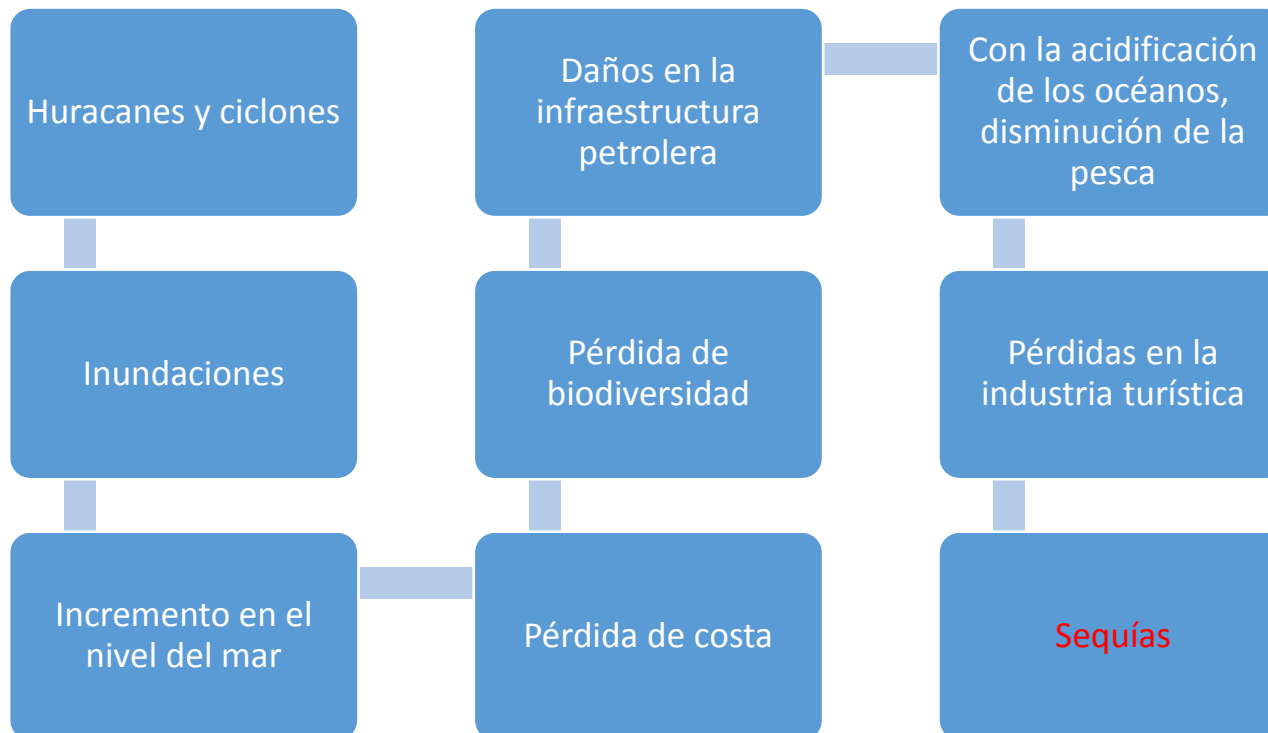 Huracanes y ciclones
Inundaciones
Incremento en el
nivel del mar
Pérdida de costa
Pérdida de
biodiversidad
Daños en la
infraestructura
petrolera
Con la acidificación
de los océanos,
disminución de la
pesca
Pérdidas en la
industria turística
Sequías